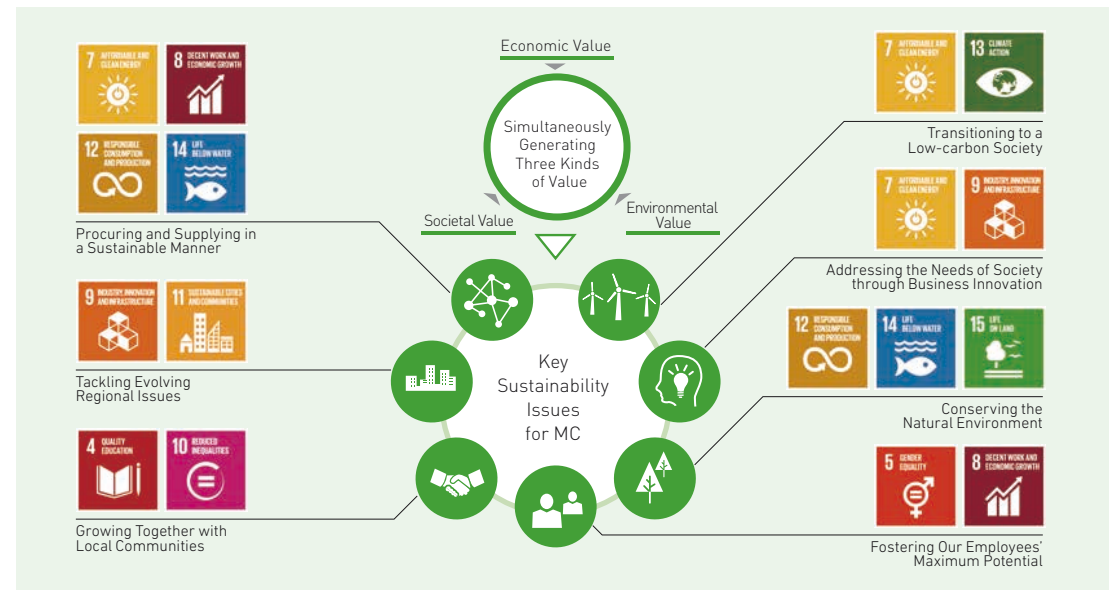 Economic Value
Simultaneously
Generating
Three Kinds
of Value
Societal Value
Environmental
Value
Key
Sustainability
Issues
for MC
7 AFFORDABLE AND
CLEAN ENERGY
8 DECENT WORK AND
ECONOMIC GROWTH
12 RESPONSIBLE
CONSUMPTION
AND PRODUCTION
14 LIFE
BELOW WATER
Procuring and Supplying in
a Sustainable Manner
9 INDUSTRY, INNOVATION
AND INFRASTRUCTURE
11 SUSTAINABLE CITIES
AND COMMUNITIES
Tackling Evolving
Regional Issues
4 QUALITY
EDUCATION
10 REDUCED
INEQUALITIES
Growing Together with
Local Communities
7 AFFORDABLE AND
CLEAN ENERGY
13 CLIMATE
ACTION
Transitioning to a
Low-carbon Society
7 AFFORDABLE AND
CLEAN ENERGY
9 INDUSTRY, INNOVATION
AND INFRASTRUCTURE
Addressing the Needs of Society
through Business Innovation
12 RESPONSIBLE
CONSUMPTION
AND PRODUCTION
14 LIFE
BELOW WATER
15 LIFE
ON LAND
Conserving the
Natural Environment
5 GENDER
EQUALITY
8 DECENT WORK AND
ECONOMIC GROWTH
Fostering Our Employees'
Maximum Potential